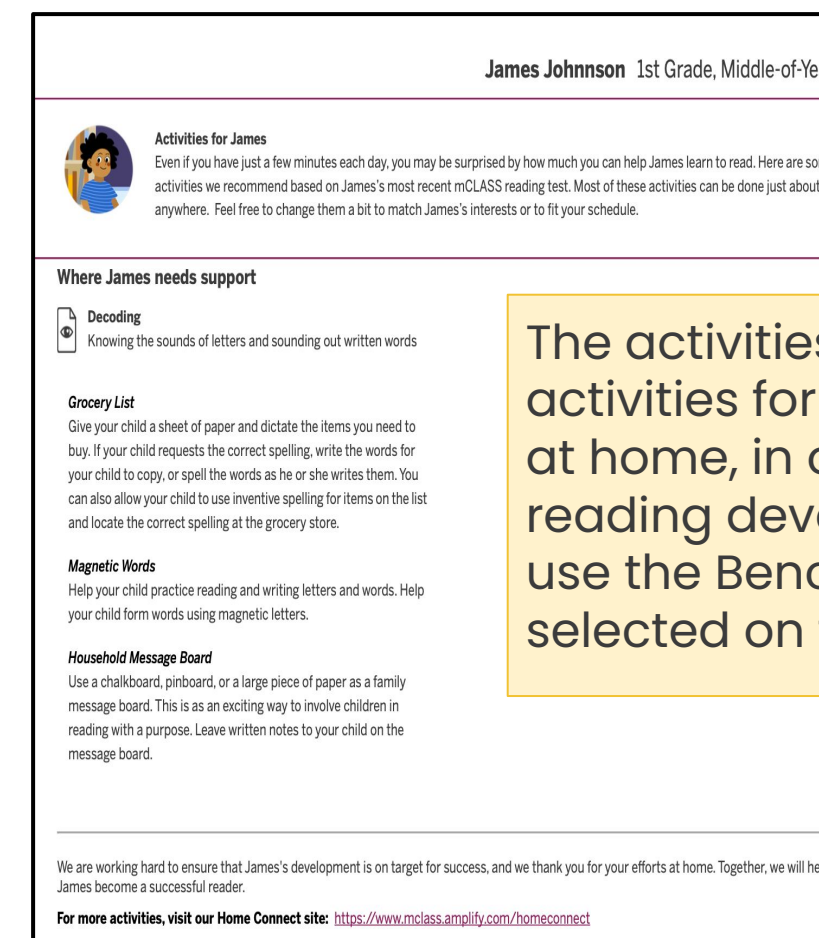 James Johnnson 1st Grade, Middle-of-Ye
Activities for James
Even if you have just a few minutes each day, you may be surprised by how much you can help James learn to read. Here are so
activities we recommend based on James's most recent mCLASS reading test. Most of these activities can be done just about
anywhere. Feel free to change them a bit to match James's interests or to fit your schedule.
Where James needs support
Decoding
Knowing the sounds of letters and sounding out written words
Grocery List
Give your child a sheet of paper and dictate the items you need to
buy. If your child requests the correct spelling, write the words for
your child to copy, or spell the words as he or she writes them. You
can also allow your child to use inventive spelling for items on the list
and locate the correct spelling at the grocery store.
Magnetic Words
Help your child practice reading and writing letters and words. Help
your child form words using magnetic letters.
Household Message Board
Use a chalkboard, pinboard, or a large piece of paper as a family
message board. This is as an exciting way to involve children in
reading with a purpose. Leave written notes to your child on the
message board.
The activities
activities for
at home, in
reading deve
use the Benc
selected on
We are working hard to ensure that James's development is on target for success, and we thank you for your efforts at home. Together, we will he
James become a successful reader.
For more activities, visit our Home Connect site: https://www.mclass.amplify.com/homeconnect